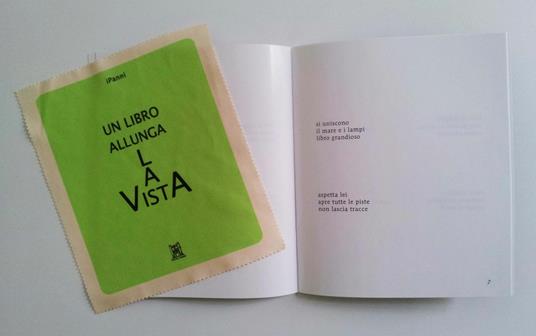 iPanni
UN LIBRO
ALLUNGA
LA
VISTA
si uniscono
il mare e i lampi
libro grandioso
aspetta lei
apre tutte le piste
non lascia tracce
7